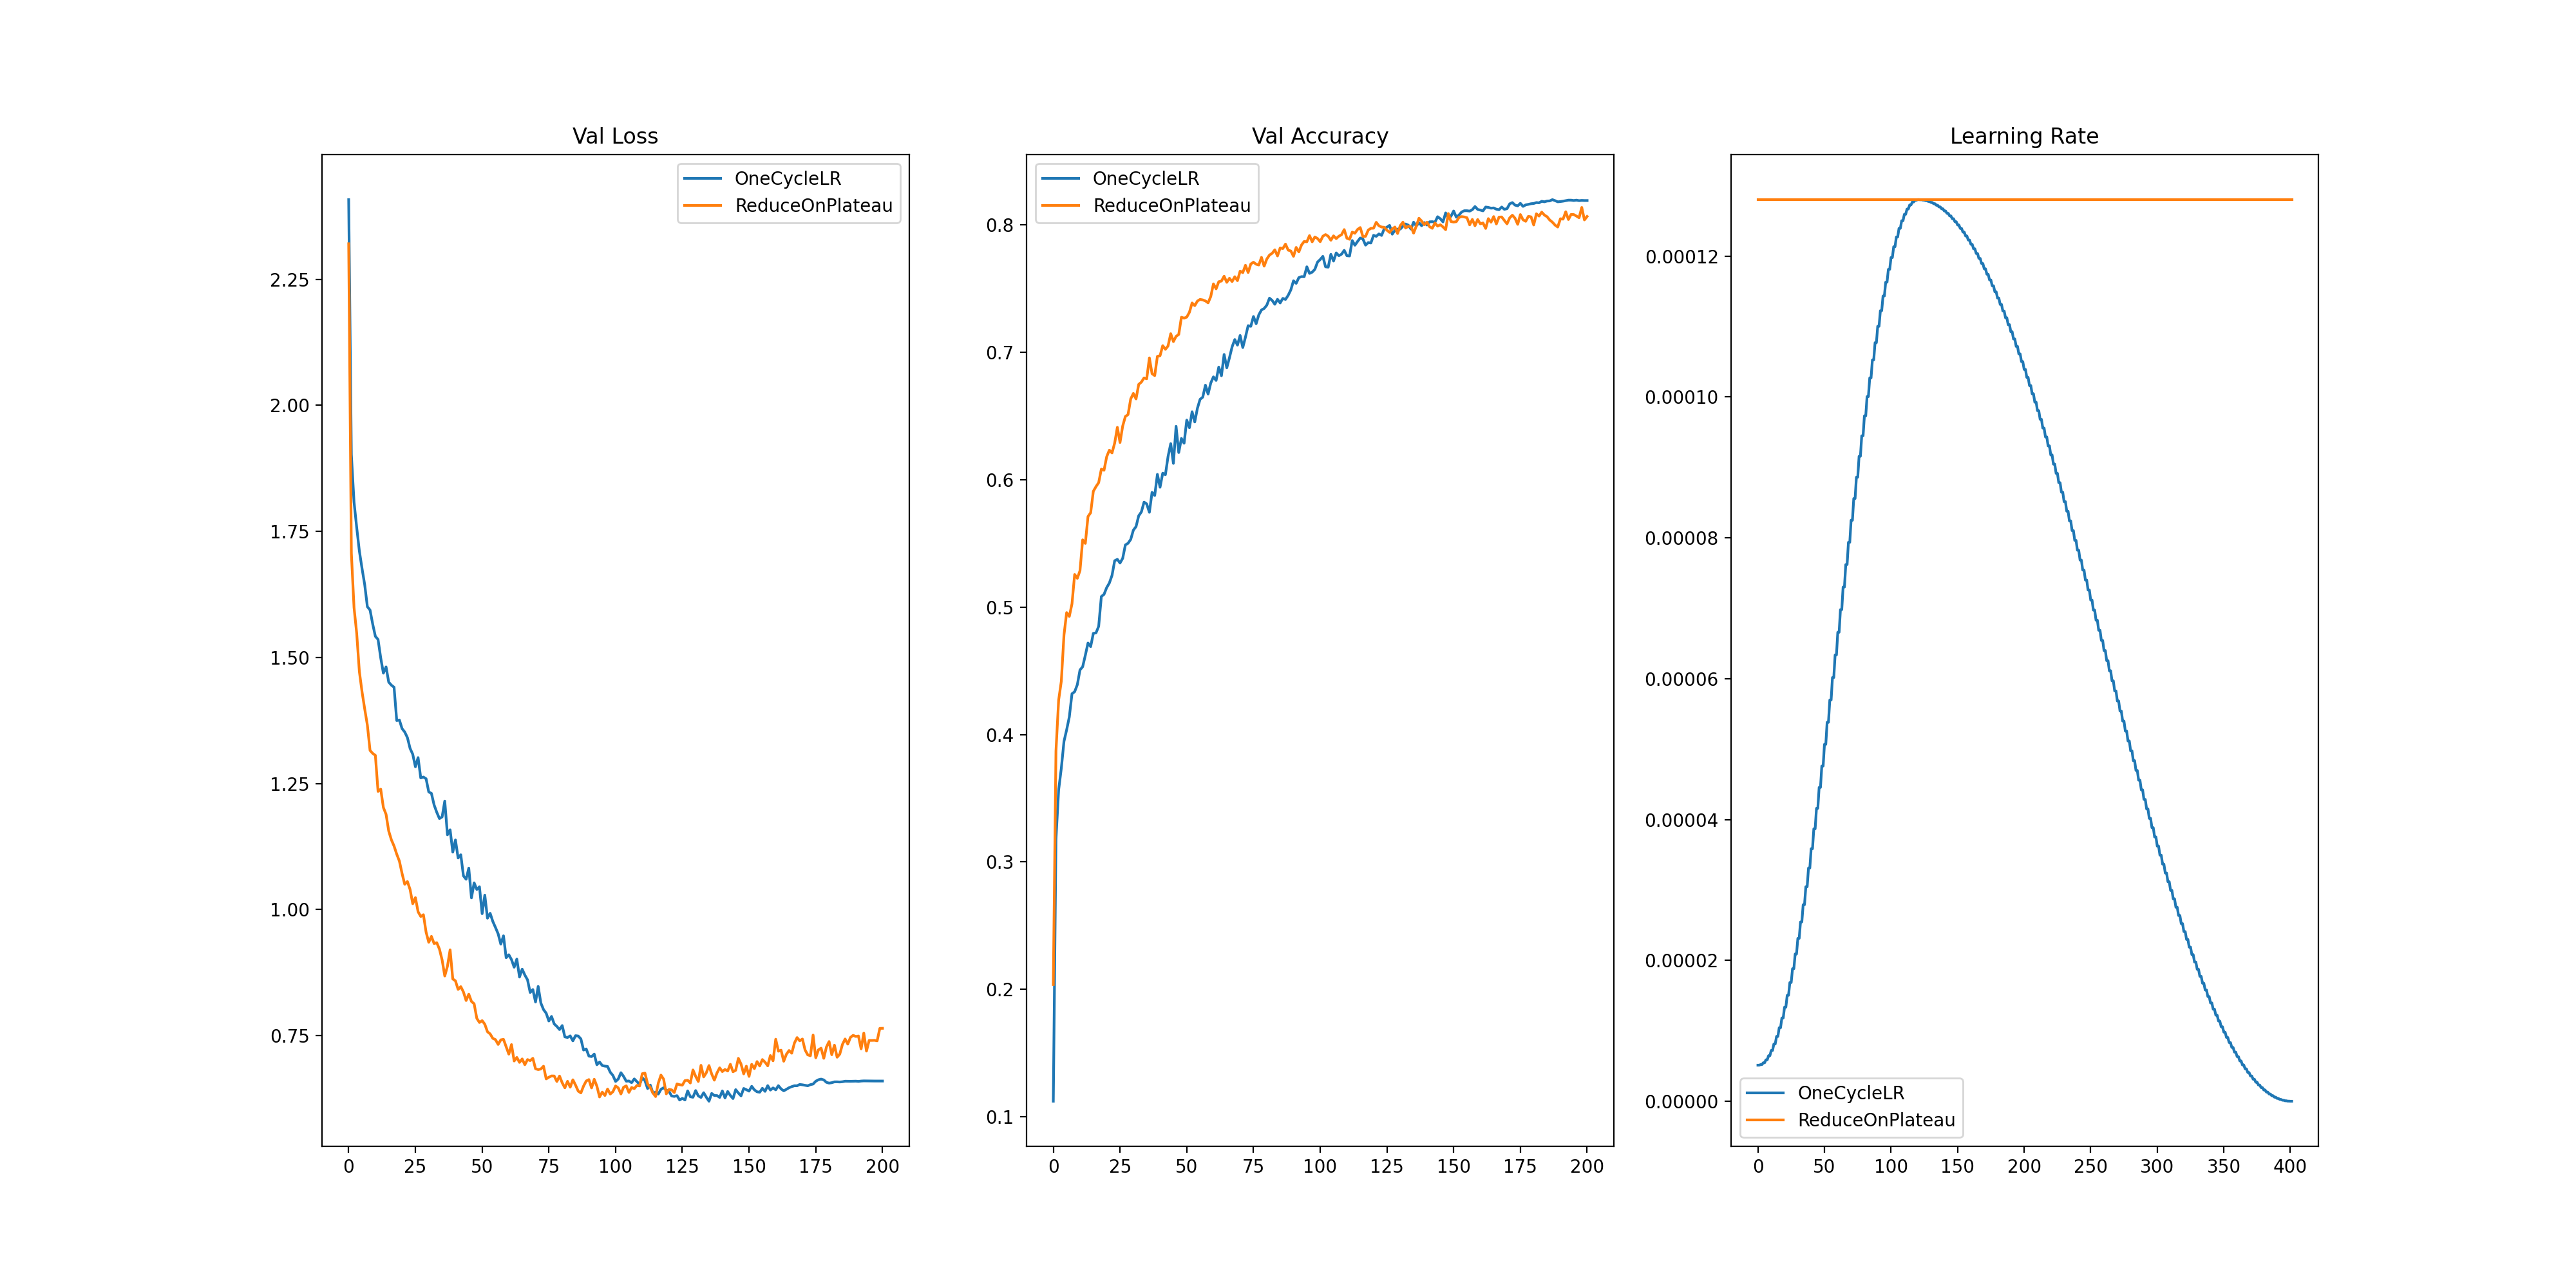 Val Loss
OneCycleLR
ReduceOnPlateau
2.25
2.00
1.75
1.50
1.25
1.00
0.75
0 25 50 75 100 125 150 175 200
Val Accuracy
OneCycleLR
ReduceOnPlateau
0.8
0.7
0.6
0.5
0.4
0.3
0.2
0.1
0 25 50 75 100 125 150 175 200
Learning Rate
0.00012
0.00010
0.00008
0.00006
0.00004
0.00002
0.00000
OneCycleLR
ReduceOnPlateau
0 50 100 150 200 250 300 350 400